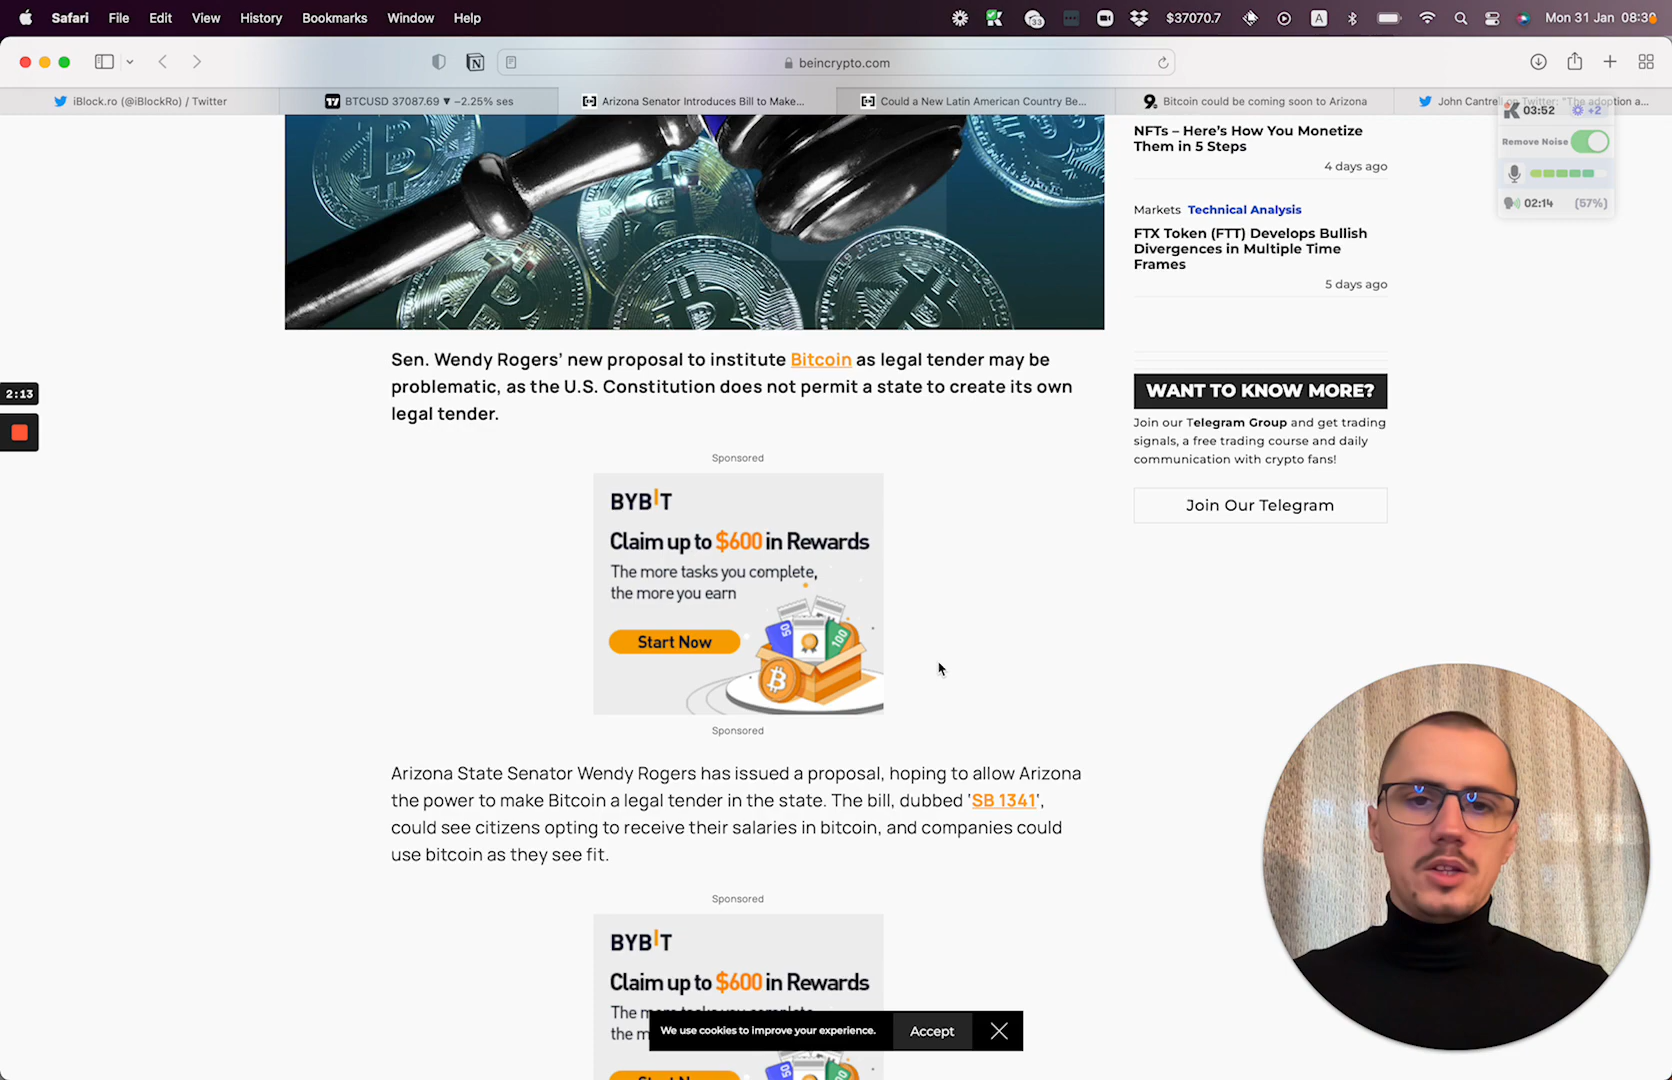 Safari File Edit View History Bookmarks Window Help
33 $37070.7 A Mon 31 Jan 08:30
beincrypto.com
iBlock.ro (@iBlockRo) / Twitter
BTCUSD 37087.69 ▼ −2.25% ses
Arizona Senator Introduces Bill to Make...
Could a New Latin American Country Be...
Bitcoin could be coming soon to Arizona
John Cantrell on Twitter: "The adoption a...
03:52 +2
Remove Noise
02:14 (57%)
2:13
NFTs – Here's How You Monetize
Them in 5 Steps
4 days ago
Markets Technical Analysis
FTX Token (FTT) Develops Bullish
Divergences in Multiple Time
Frames
5 days ago
WANT TO KNOW MORE?
Join our Telegram Group and get trading
signals, a free trading course and daily
communication with crypto fans!
Join Our Telegram
Sen. Wendy Rogers' new proposal to institute Bitcoin as legal tender may be
problematic, as the U.S. Constitution does not permit a state to create its own
legal tender.
Sponsored
BYBIT
Claim up to $600 in Rewards
The more tasks you complete,
the more you earn
Start Now
50 100
Sponsored
Arizona State Senator Wendy Rogers has issued a proposal, hoping to allow Arizona
the power to make Bitcoin a legal tender in the state. The bill, dubbed 'SB 1341',
could see citizens opting to receive their salaries in bitcoin, and companies could
use bitcoin as they see fit.
Sponsored
BYBIT
Claim up to $600 in Rewards
We use cookies to improve your experience. Accept